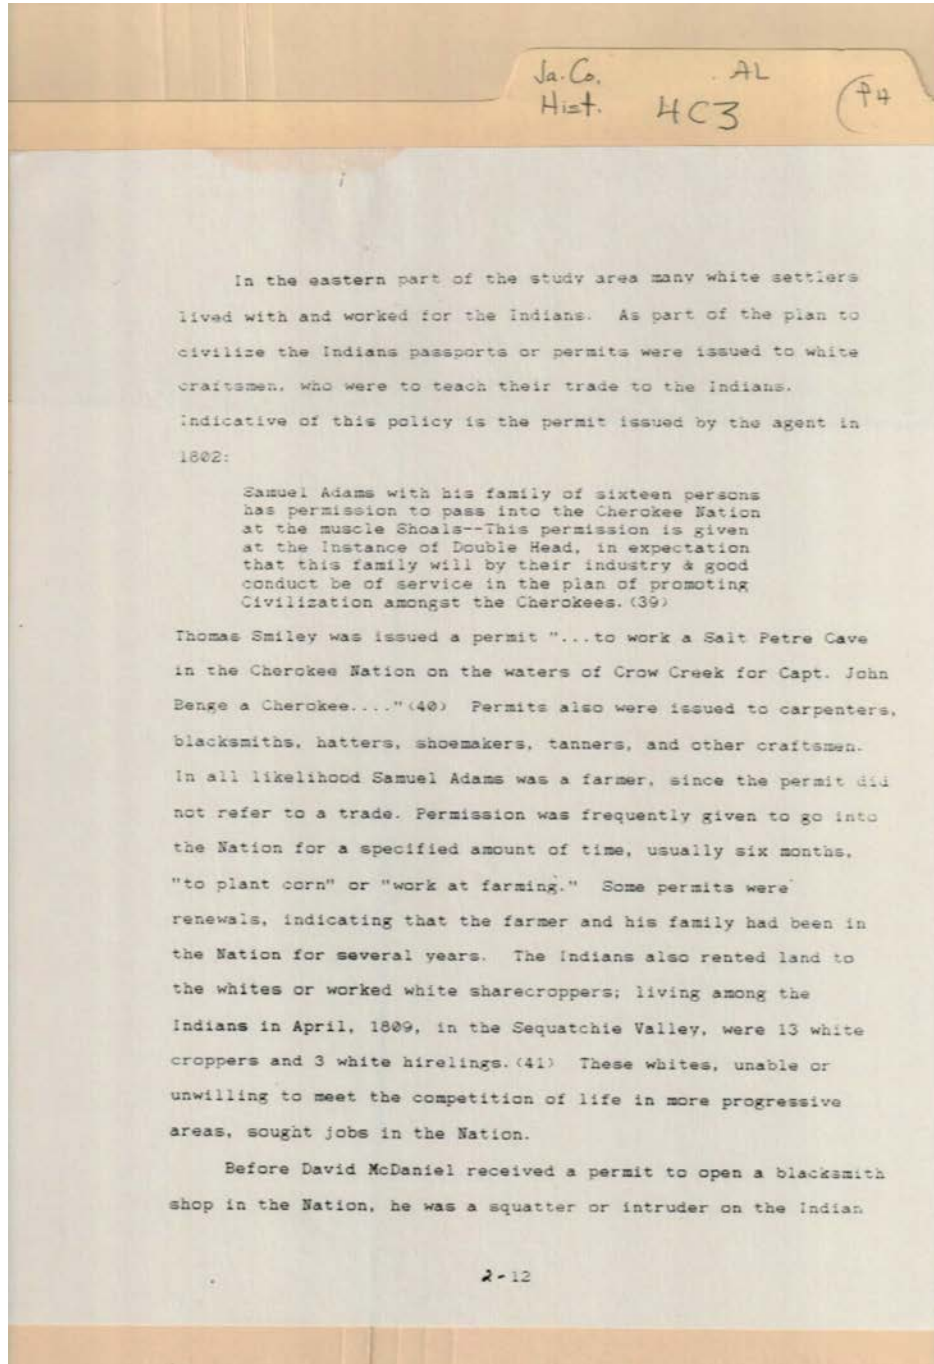 Ja. Co. AL
Hist. 4C3 P4
In the eastern part of the study area many white settlers
lived with and worked for the Indians. As part of the plan to
civilize the Indians passports or permits were issued to white
craftsmen, who were to teach their trade to the Indians.
Indicative of this policy is the permit issued by the agent in
1802:
Samuel Adams with his family of sixteen persons
has permission to pass into the Cherokee Nation
at the muscle Shoals--This permission is given
at the Instance of Double Head, in expectation
that this family will by their industry & good
conduct be of service in the plan of promoting
Civilization amongst the Cherokees.(39)
Thomas Smiley was issued a permit "...to work a Salt Petre Cave
in the Cherokee Nation on the waters of Crow Creek for Capt. John
Benge a Cherokee...."(40) Permits also were issued to carpenters,
blacksmiths, hatters, shoemakers, tanners, and other craftsmen.
In all likelihood Samuel Adams was a farmer, since the permit did
not refer to a trade. Permission was frequently given to go into
the Nation for a specified amount of time, usually six months,
"to plant corn" or "work at farming." Some permits were
renewals, indicating that the farmer and his family had been in
the Nation for several years. The Indians also rented land to
the whites or worked white sharecroppers; living among the
Indians in April, 1809, in the Sequatchie Valley, were 13 white
croppers and 3 white hirelings.(41) These whites, unable or
unwilling to meet the competition of life in more progressive
areas, sought jobs in the Nation.
Before David McDaniel received a permit to open a blacksmith
shop in the Nation, he was a squatter or intruder on the Indian
2-12